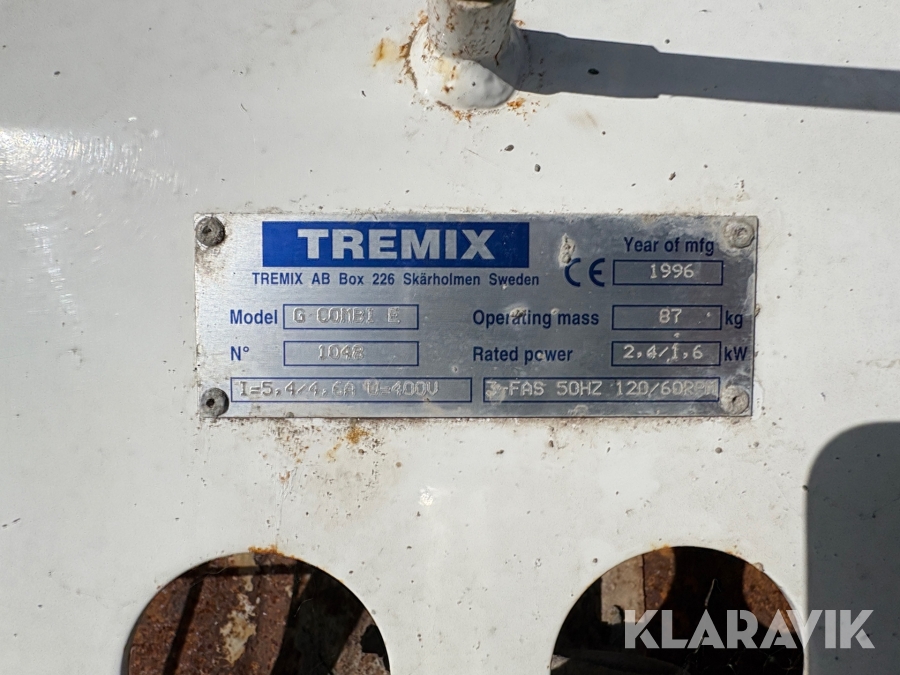 TREMIX
TREMIX AB Box 226 Skärholmen Sweden
CE
Year of mfg
1996
Model G-COMBI E
Operating mass 87 kg
N° 1048
Rated power 2,4/1,6 kW
I=5,4/4,6A U=400V
3-FAS 50HZ 120/60RPM
KLARAVIK